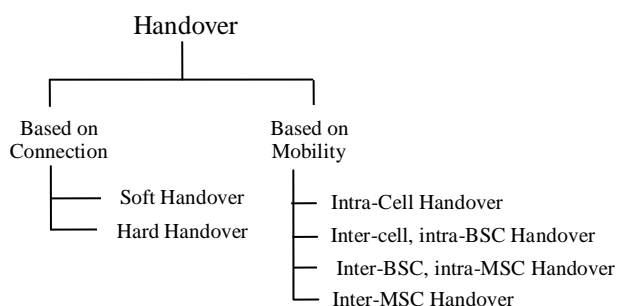 Handover
Based on
Connection
Soft Handover
Hard Handover
Based on
Mobility
Intra-Cell Handover
Inter-cell, intra-BSC Handover
Inter-BSC, intra-MSC Handover
Inter-MSC Handover